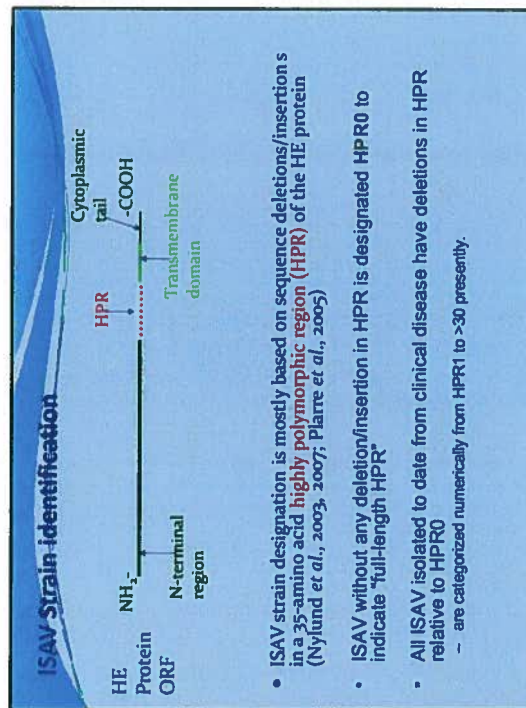 ISAV Strain Identification
HE
Protein
ORF
NH2-
N-terminal
region
HPR
Transmembrane
domain
Cytoplasmic
tail
-COOH
• ISAV strain designation is mostly based on sequence deletions/insertions
in a 35-amino acid highly polymorphic region (HPR) of the HE protein
(Nylund et al., 2003, 2007; Plarre et al., 2005)
• ISAV without any deletion/insertion in HPR is designated HPR0 to
indicate "full-length HPR"
• All ISAV isolated to date from clinical disease have deletions in HPR
relative to HPR0
– are categorized numerically from HPR1 to >30 presently.